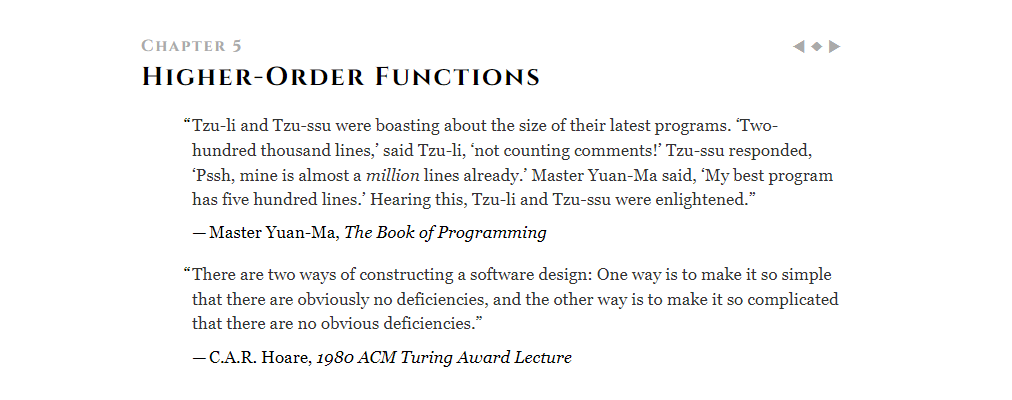 Chapter 5
Higher-Order Functions
“Tzu-li and Tzu-ssu were boasting about the size of their latest programs. ‘Two-
hundred thousand lines,’ said Tzu-li, ‘not counting comments!’ Tzu-ssu responded,
‘Pssh, mine is almost a million lines already.’ Master Yuan-Ma said, ‘My best program
has five hundred lines.’ Hearing this, Tzu-li and Tzu-ssu were enlightened.”
— Master Yuan-Ma, The Book of Programming
“There are two ways of constructing a software design: One way is to make it so simple
that there are obviously no deficiencies, and the other way is to make it so complicated
that there are no obvious deficiencies.”
— C.A.R. Hoare, 1980 ACM Turing Award Lecture